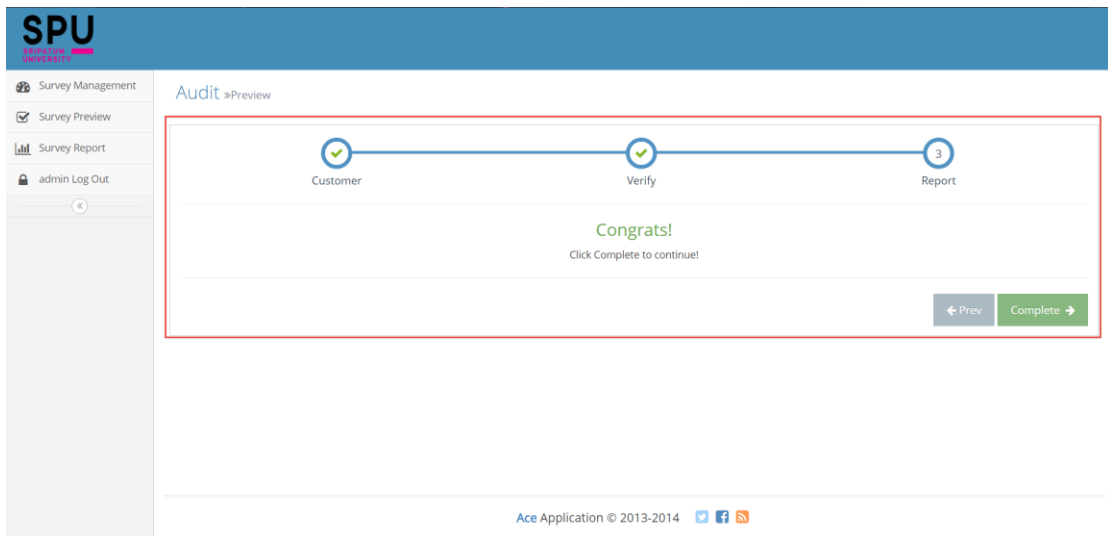 SPU
SRIPATUM
UNIVERSITY
Survey Management
Survey Preview
Survey Report
admin Log Out
Audit »Preview
3
Customer
Verify
Report
Congrats!
Click Complete to continue!
Prev
Complete
Ace Application © 2013-2014